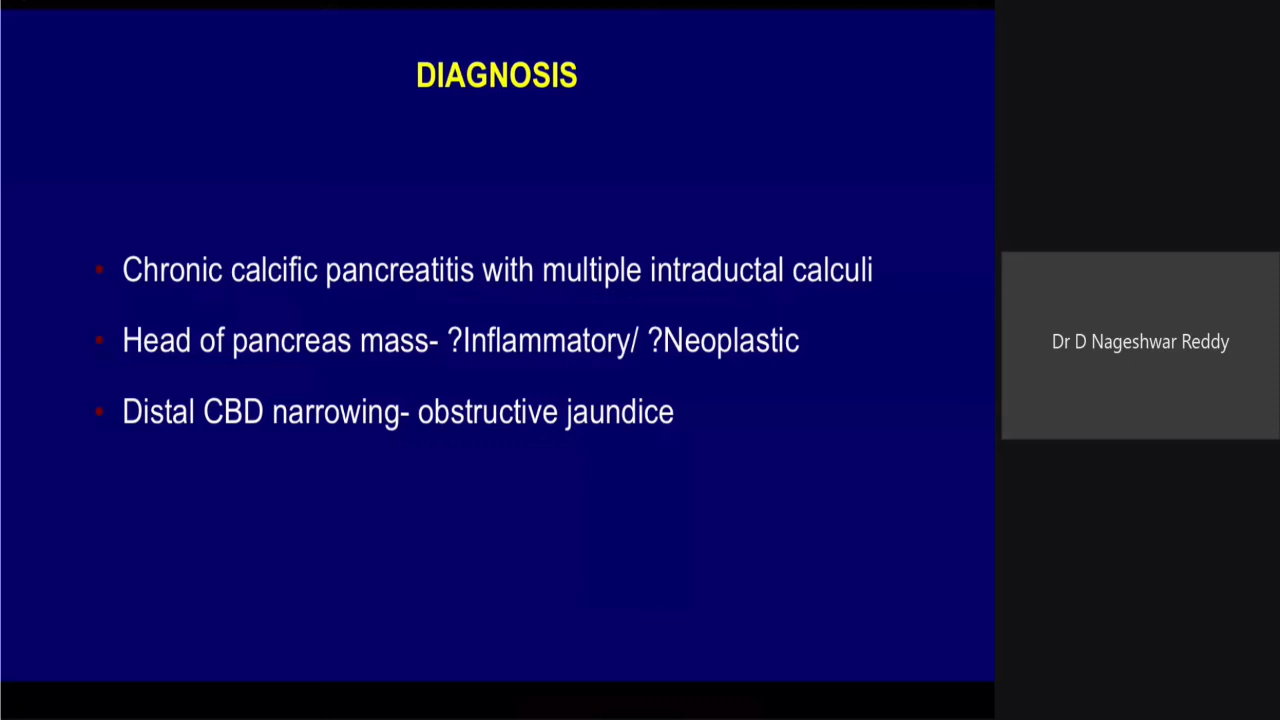 DIAGNOSIS
• Chronic calcific pancreatitis with multiple intraductal calculi
• Head of pancreas mass- ?Inflammatory/ ?Neoplastic
• Distal CBD narrowing- obstructive jaundice
Dr D Nageshwar Reddy